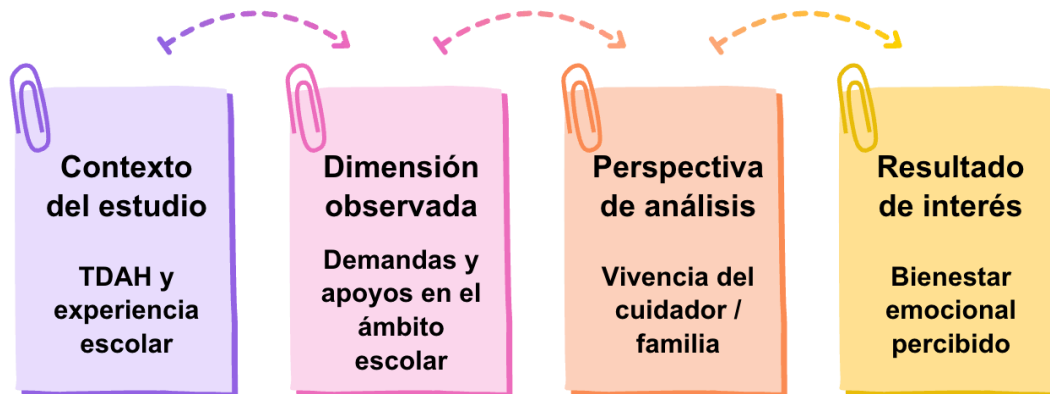 Contexto
del estudio
TDAH y
experiencia
escolar
Dimensión
observada
Demandas y
apoyos en el
ámbito
escolar
Perspectiva
de análisis
Vivencia del
cuidador /
familia
Resultado
de interés
Bienestar
emocional
percibido